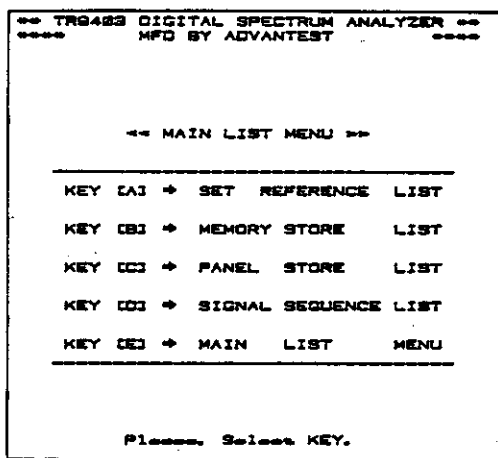 ** TR9403 DIGITAL SPECTRUM ANALYZER **
**** MFD BY ADVANTEST ****
<< MAIN LIST MENU >>
KEY [A] → SET REFERENCE LIST
KEY [B] → MEMORY STORE LIST
KEY [C] → PANEL STORE LIST
KEY [D] → SIGNAL SEQUENCE LIST
KEY [E] → MAIN LIST MENU
Please, Select KEY.